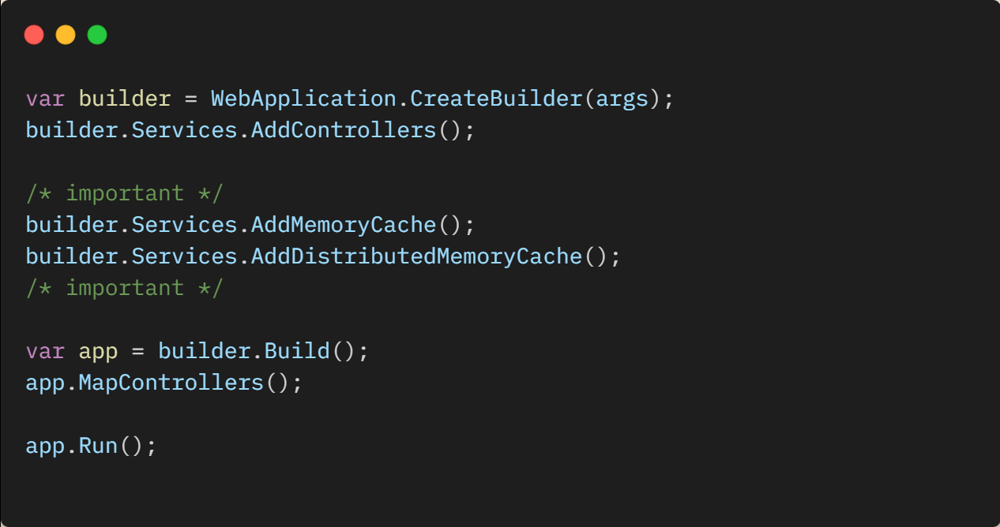 var builder = WebApplication.CreateBuilder(args);
builder.Services.AddControllers();
/* important */
builder.Services.AddMemoryCache();
builder.Services.AddDistributedMemoryCache();
/* important */
var app = builder.Build();
app.MapControllers();
app.Run();